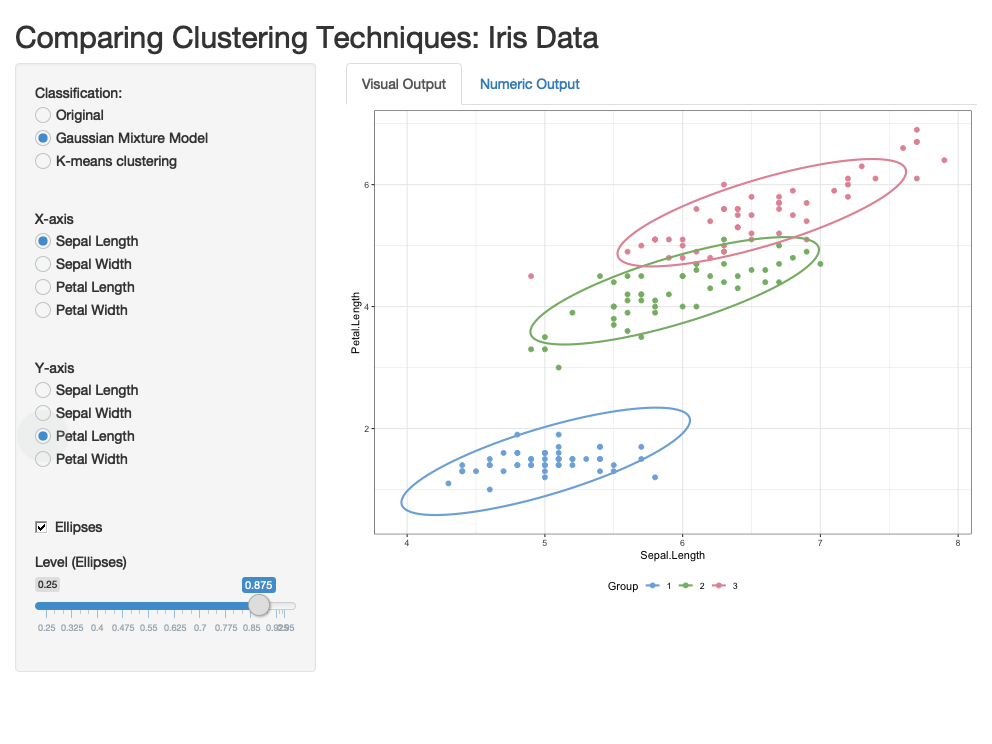 Comparing Clustering Techniques: Iris Data
Classification:
Original
Gaussian Mixture Model
K-means clustering
X-axis
Sepal Length
Sepal Width
Petal Length
Petal Width
Y-axis
Sepal Length
Sepal Width
Petal Length
Petal Width
Ellipses
Level (Ellipses)
0.25 0.875
0.25 0.325 0.4 0.475 0.55 0.625 0.7 0.775 0.85
Visual Output Numeric Output
Petal.Length
6
4
2
4 5 6 7 8
Sepal.Length
Group 1 2 3